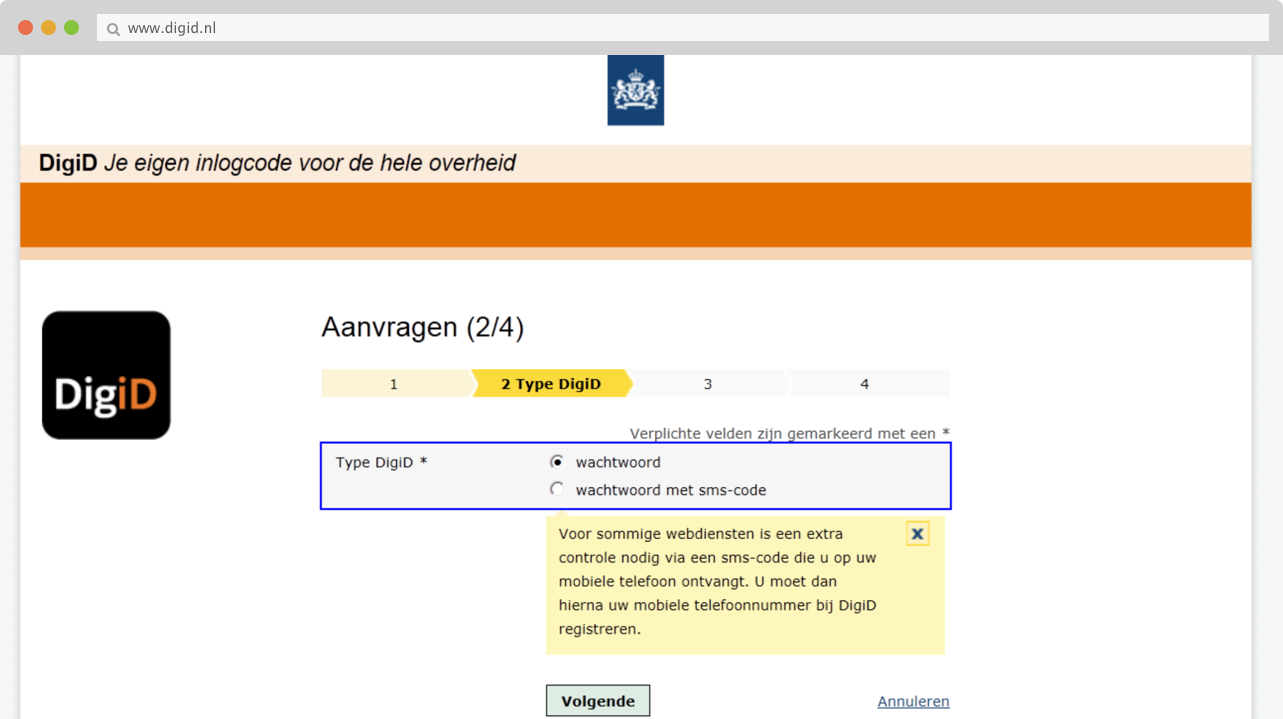 www.digid.nl
DigiD Je eigen inlogcode voor de hele overheid
DigiD
Aanvragen (2/4)
1 2 Type DigiD 3 4
Verplichte velden zijn gemarkeerd met een *
Type DigiD * wachtwoord
wachtwoord met sms-code
Voor sommige webdiensten is een extra x
controle nodig via een sms-code die u op uw
mobiele telefoon ontvangt. U moet dan
hierna uw mobiele telefoonnummer bij DigiD
registreren.
Volgende Annuleren